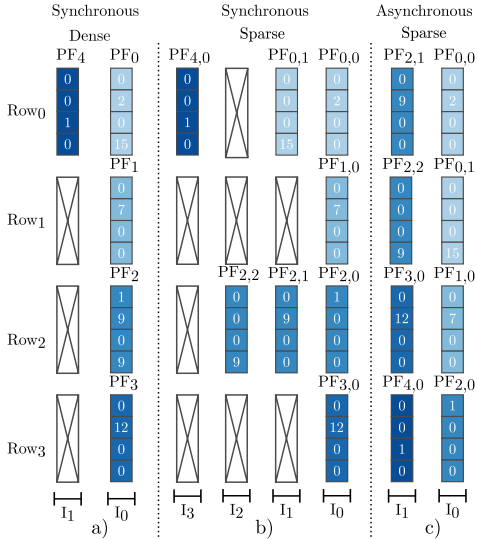 Synchronous Dense
Synchronous Sparse
Asynchronous Sparse
PF4 PF0 PF4,0 PF0,1 PF0,0 PF2,1 PF0,0
Row0
0 0 0 0 0 0 0
0 2 0 0 2 9 2
1 0 1 0 0 0 0
0 15 0 15 0 0 0
PF1 PF1,0 PF2,2 PF0,1
Row1
0 0 0 0
7 7 0 0
0 0 0 0
0 0 9 15
PF2 PF2,2 PF2,1 PF2,0 PF3,0 PF1,0
Row2
1 0 0 1 0 0
9 0 9 0 12 7
0 0 0 0 0 0
9 9 0 0 0 0
PF3 PF3,0 PF4,0 PF2,0
Row3
0 0 0 1
12 12 0 0
0 0 1 0
0 0 0 0
I1 I0 I3 I2 I1 I0 I1 I0
a) b) c)